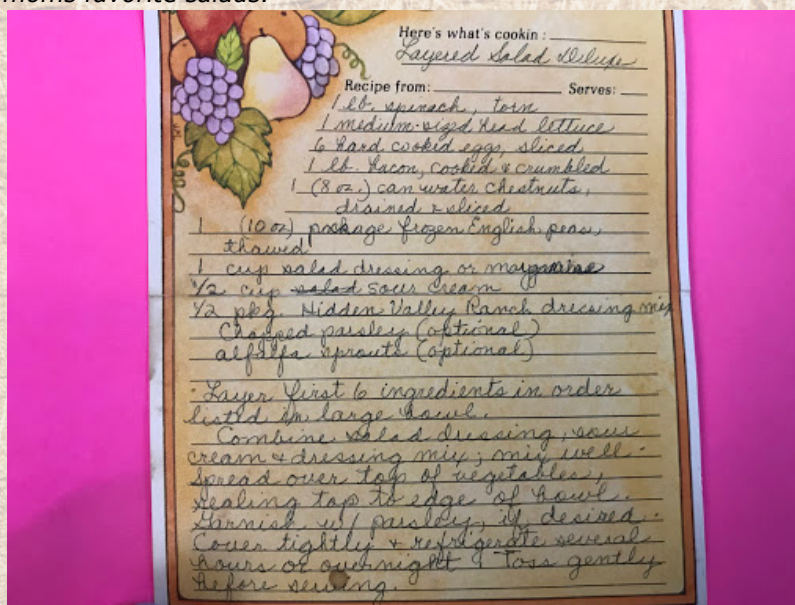 moms favorite salads.
Here's what's cookin :
Layered Salad Deluxe
Recipe from: Serves:
1 lb. spinach, torn
1 medium-sized head lettuce
6 hard cooked eggs, sliced
1 lb. bacon, cooked & crumbled
1 (8 oz.) can water chestnuts,
drained & sliced
1 (10 oz) package frozen English peas,
thawed
1 cup salad dressing or
1/2 cup salad sour cream
1/2 pkg. Hidden Valley Ranch dressing mix
Chopped parsley (optional)
alfalfa sprouts (optional)
Layer first 6 ingredients in order
listed in large bowl.
Combine salad dressing, sour
cream & dressing mix; mix well.
Spread over top of vegetables,
sealing top to edge of bowl.
Garnish w/ parsley, if desired.
Cover tightly & refrigerate several
hours or overnight. Toss gently
before serving.